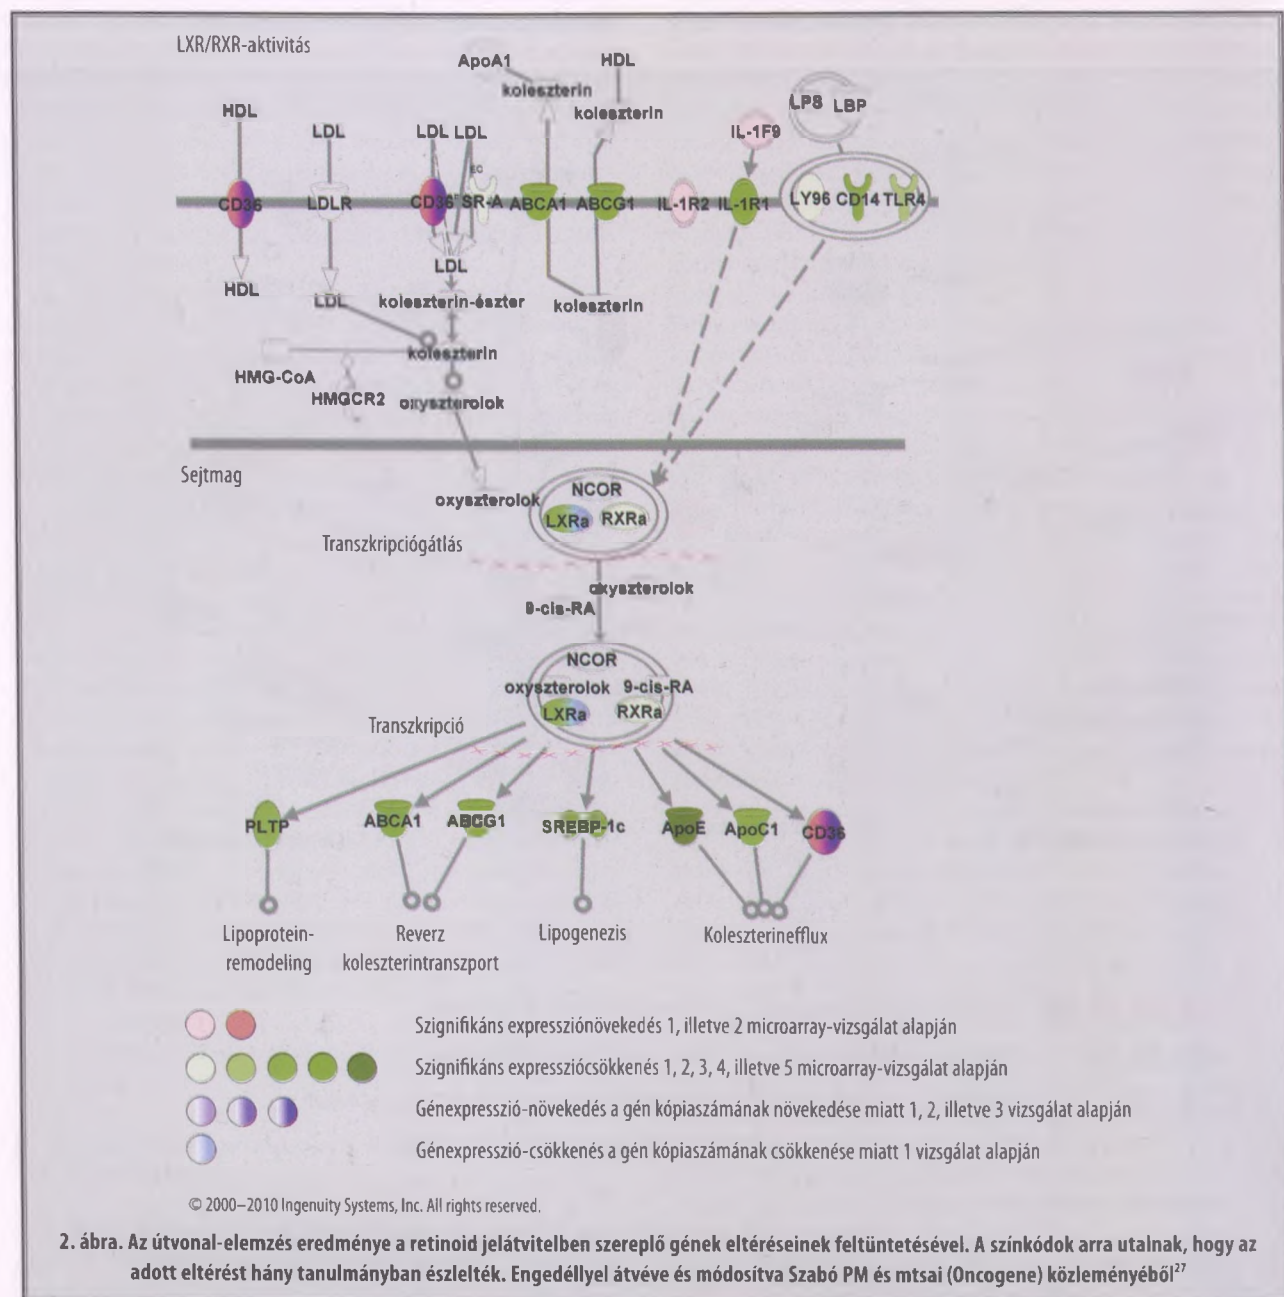 LXR/RXR-aktivitás
ApoA1
HDL
koleszterin
koleszterin
LPS LBP
HDL
LDL
LDL LDL
IL-1F9
EC
CD36
LDLR
CD36
SR-A
ABCA1
ABCG1
IL-1R2
IL-1R1
LY96
CD14
TLR4
LDL
HDL
LDL
koleszterin-észter
koleszterin
koleszterin
HMG-CoA
HMGCR2
oxyszterolok
Sejtmag
NCOR
oxyszterolok
LXRa
RXRa
Transzkripciógátlás
oxyszterolok
9-cis-RA
NCOR
oxyszterolok
9-cis-RA
LXRa
RXRa
Transzkripció
PLTP
ABCA1
ABCG1
SREBP-1c
ApoE
ApoC1
CD36
Lipoprotein-
remodeling
Reverz
koleszterintranszport
Lipogenezis
Koleszterinefflux
Szignifikáns expressziónövekedés 1, illetve 2 microarray-vizsgálat alapján
Szignifikáns expressziócsökkenés 1, 2, 3, 4, illetve 5 microarray-vizsgálat alapján
Génexpresszió-növekedés a gén kópiaszámának növekedése miatt 1, 2, illetve 3 vizsgálat alapján
Génexpresszió-csökkenés a gén kópiaszámának csökkenése miatt 1 vizsgálat alapján
© 2000–2010 Ingenuity Systems, Inc. All rights reserved.
2. ábra. Az útvonal-elemzés eredménye a retinoid jelátvitelben szereplő gének eltéréseinek feltüntetésével. A színkódok arra utalnak, hogy az
adott eltérést hány tanulmányban észlelték. Engedéllyel átvéve és módosítva Szabó PM és mtsai (Oncogene) közleményéből27